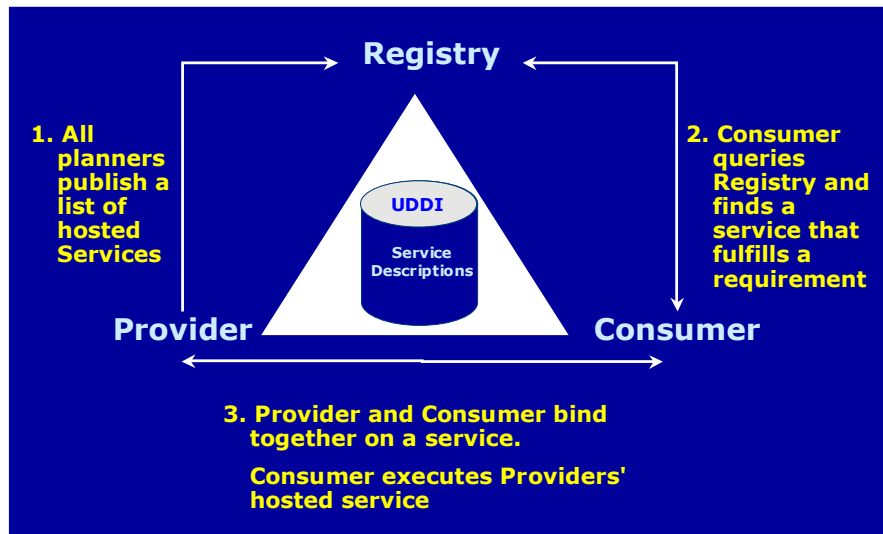 Registry
1. All
planners
publish a
list of
hosted
Services
2. Consumer
queries
Registry and
finds a
service that
fulfills a
requirement
UDDI
Service
Descriptions
Provider
Consumer
3. Provider and Consumer bind
together on a service.
Consumer executes Providers'
hosted service